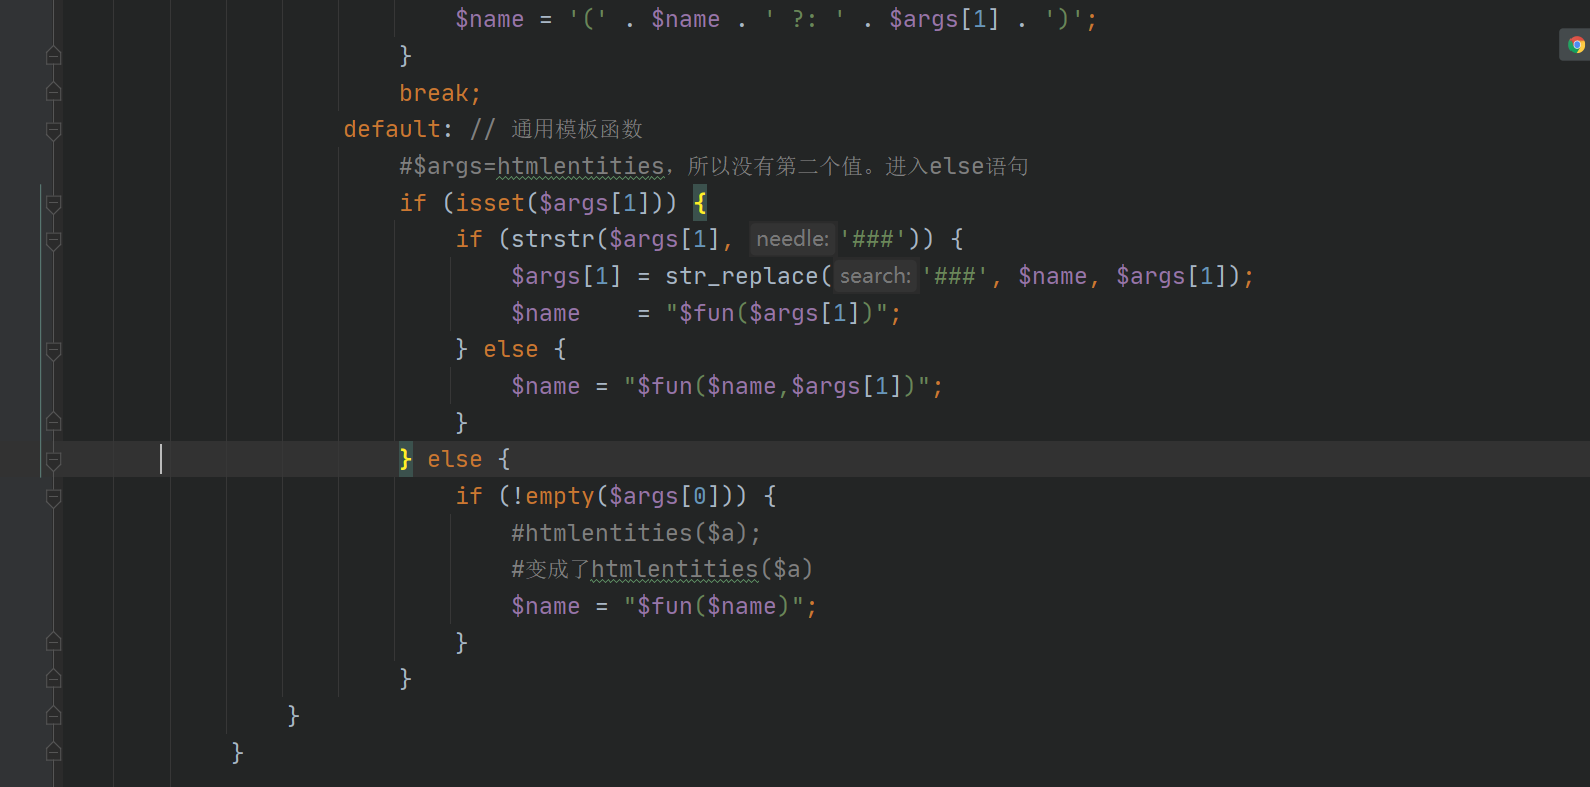 $name = '(' . $name . ' ?: ' . $args[1] . ')';
}
break;
default: // 通用模板函数
#$args=htmlentities，所以没有第二个值。进入else语句
if (isset($args[1])) {
if (strstr($args[1], needle: '###')) {
$args[1] = str_replace( search: '###', $name, $args[1]);
$name    = "$fun($args[1])";
} else {
$name = "$fun($name,$args[1])";
}
} else {
if (!empty($args[0])) {
#htmlentities($a);
#变成了htmlentities($a)
$name = "$fun($name)";
}
}
}
}